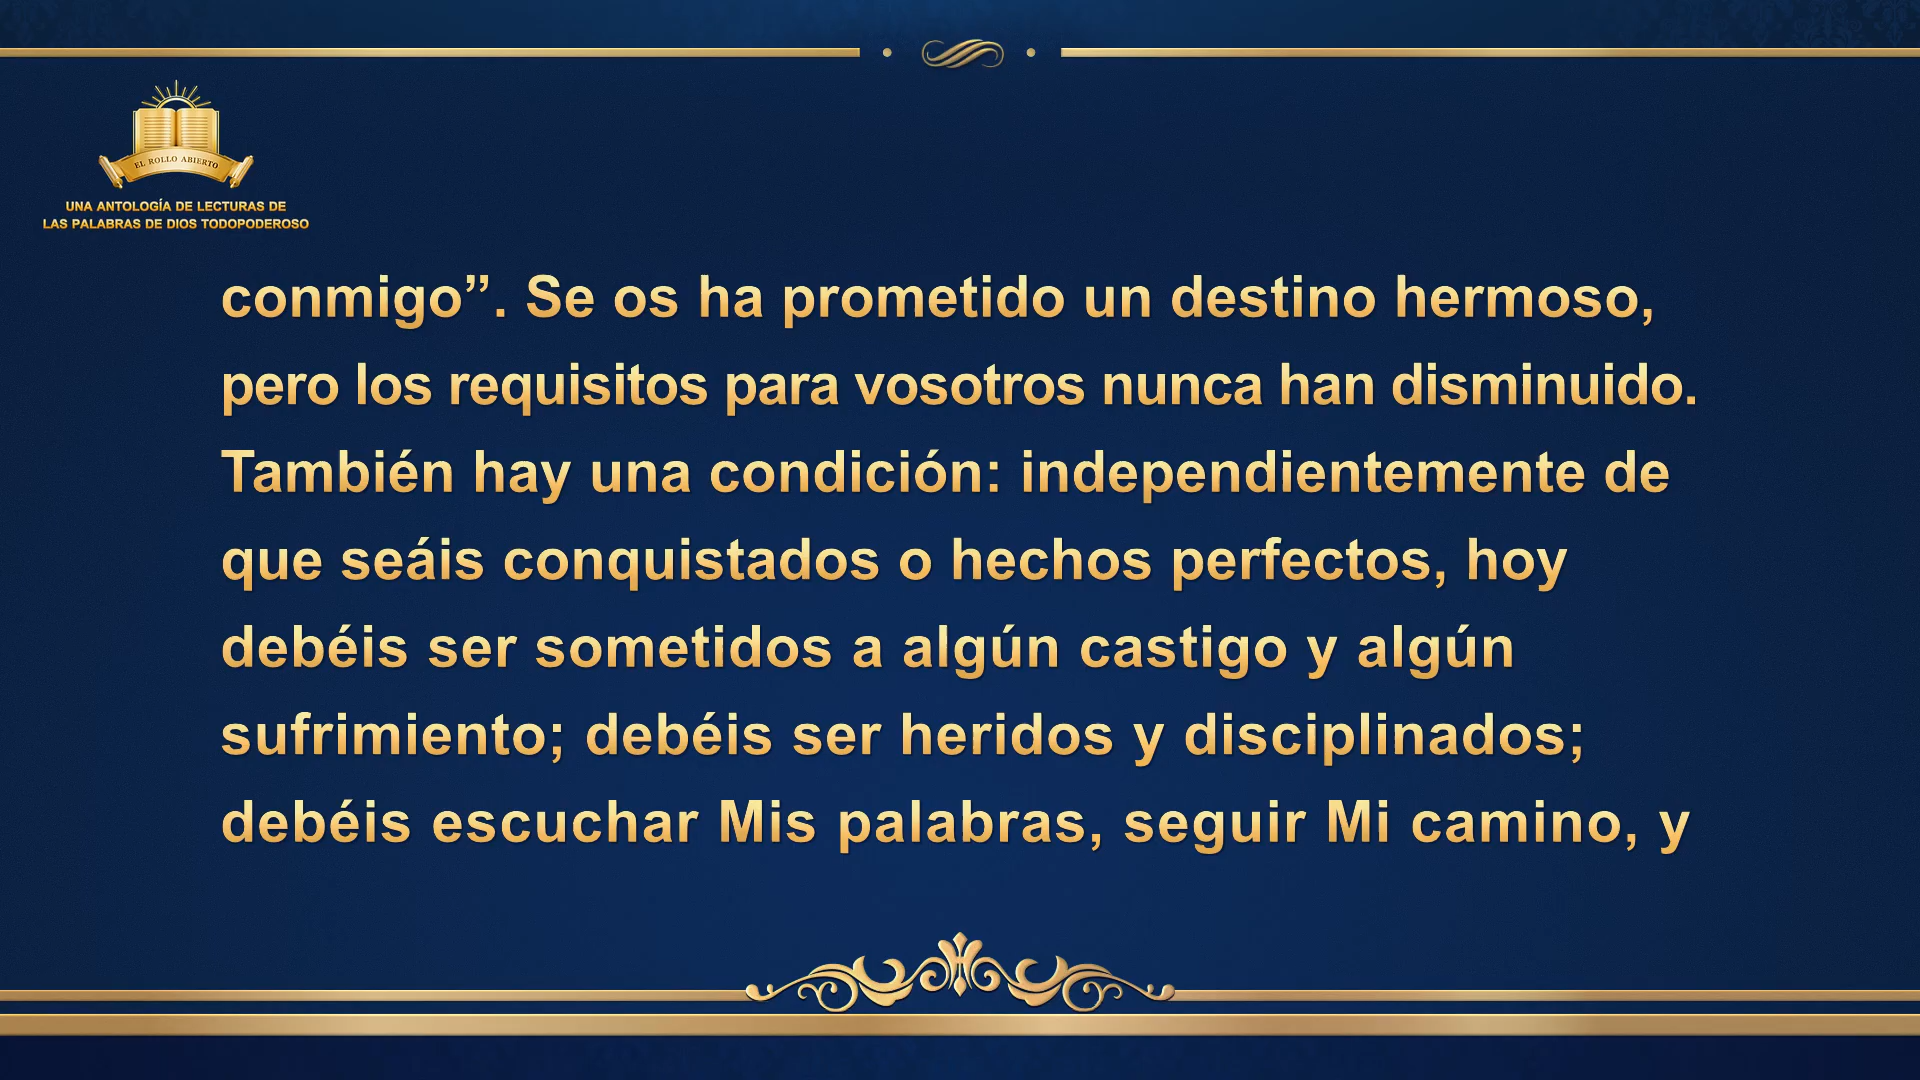 EL ROLLO ABIERTO
UNA ANTOLOGÍA DE LECTURAS DE
LAS PALABRAS DE DIOS TODOPODEROSO
conmigo”. Se os ha prometido un destino hermoso,
pero los requisitos para vosotros nunca han disminuido.
También hay una condición: independientemente de
que seáis conquistados o hechos perfectos, hoy
debéis ser sometidos a algún castigo y algún
sufrimiento; debéis ser heridos y disciplinados;
debéis escuchar Mis palabras, seguir Mi camino, y